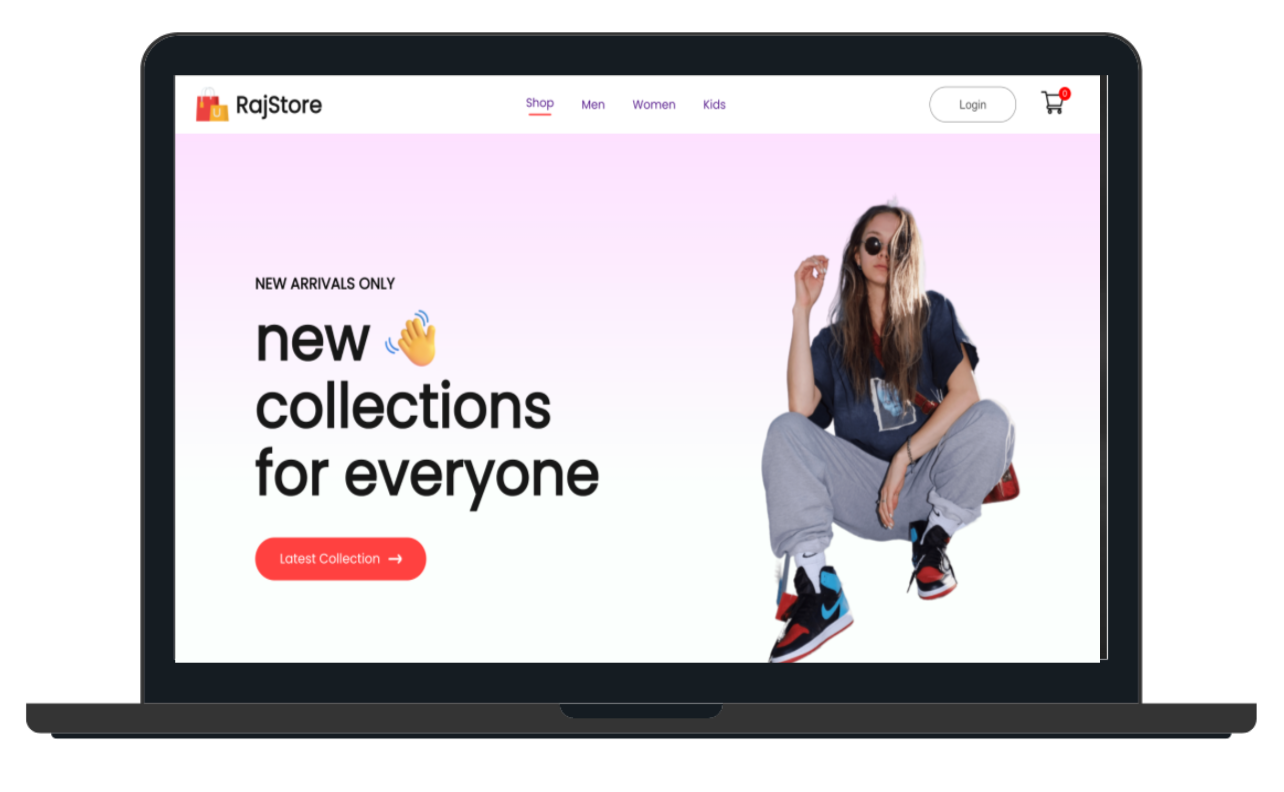 RajStore
Shop Men Women Kids
Login
0
NEW ARRIVALS ONLY
new
collections
for everyone
Latest Collection →